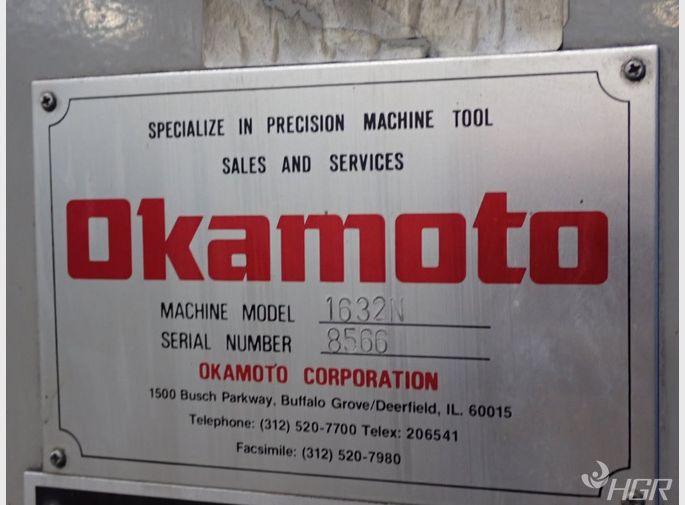 SPECIALIZE IN PRECISION MACHINE TOOL
SALES AND SERVICES
Okamoto
MACHINE MODEL 1632N
SERIAL NUMBER 8566
OKAMOTO CORPORATION
1500 Busch Parkway, Buffalo Grove/Deerfield, IL. 60015
Telephone: (312) 520-7700 Telex: 206541
Facsimile: (312) 520-7980
HGR